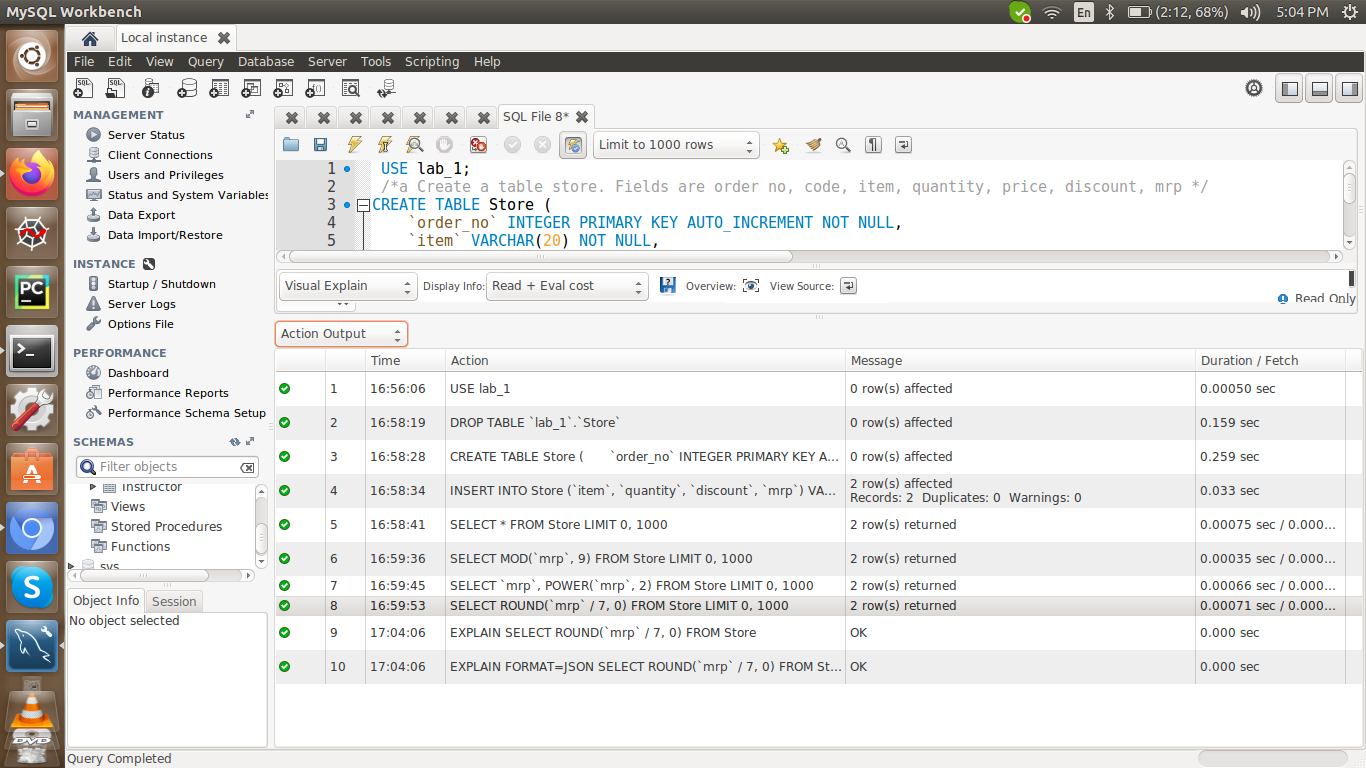 MySQL Workbench
En
(2:12, 68%)
5:04 PM
Local instance
File Edit View Query Database Server Tools Scripting Help
MANAGEMENT
Server Status
Client Connections
Users and Privileges
Status and System Variables
Data Export
Data Import/Restore
INSTANCE
Startup / Shutdown
Server Logs
Options File
PERFORMANCE
Dashboard
Performance Reports
Performance Schema Setup
SCHEMAS
Filter objects
Instructor
Views
Stored Procedures
Functions
sys
Object Info Session
No object selected
SQL File 8*
Limit to 1000 rows
1 USE lab_1;
2 /*a Create a table store. Fields are order no, code, item, quantity, price, discount, mrp */
3 CREATE TABLE Store (
4 `order_no` INTEGER PRIMARY KEY AUTO_INCREMENT NOT NULL,
5 `item` VARCHAR(20) NOT NULL,
Visual Explain Display Info: Read + Eval cost Overview: View Source:
Read Only
Action Output
Time Action Message Duration / Fetch
1 16:56:06 USE lab_1 0 row(s) affected 0.00050 sec
2 16:58:19 DROP TABLE `lab_1`.`Store` 0 row(s) affected 0.159 sec
3 16:58:28 CREATE TABLE Store ( `order_no` INTEGER PRIMARY KEY A... 0 row(s) affected 0.259 sec
4 16:58:34 INSERT INTO Store (`item`, `quantity`, `discount`, `mrp`) VA... 2 row(s) affected 0.033 sec
Records: 2 Duplicates: 0 Warnings: 0
5 16:58:41 SELECT * FROM Store LIMIT 0, 1000 2 row(s) returned 0.00075 sec / 0.000...
6 16:59:36 SELECT MOD(`mrp`, 9) FROM Store LIMIT 0, 1000 2 row(s) returned 0.00035 sec / 0.000...
7 16:59:45 SELECT `mrp`, POWER(`mrp`, 2) FROM Store LIMIT 0, 1000 2 row(s) returned 0.00066 sec / 0.000...
8 16:59:53 SELECT ROUND(`mrp` / 7, 0) FROM Store LIMIT 0, 1000 2 row(s) returned 0.00071 sec / 0.000...
9 17:04:06 EXPLAIN SELECT ROUND(`mrp` / 7, 0) FROM Store OK 0.000 sec
10 17:04:06 EXPLAIN FORMAT=JSON SELECT ROUND(`mrp` / 7, 0) FROM St... OK 0.000 sec
Query Completed